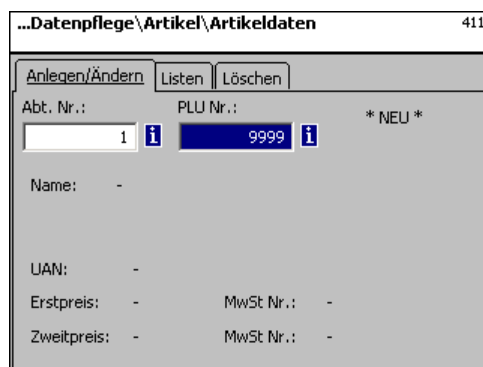 ...Datenpflege\Artikel\Artikeldaten 411
Anlegen/Ändern Listen Löschen
Abt. Nr.: PLU Nr.: * NEU *
1 i 9999 i
Name: -
UAN: -
Erstpreis: - MwSt Nr.: -
Zweitpreis: - MwSt Nr.: -